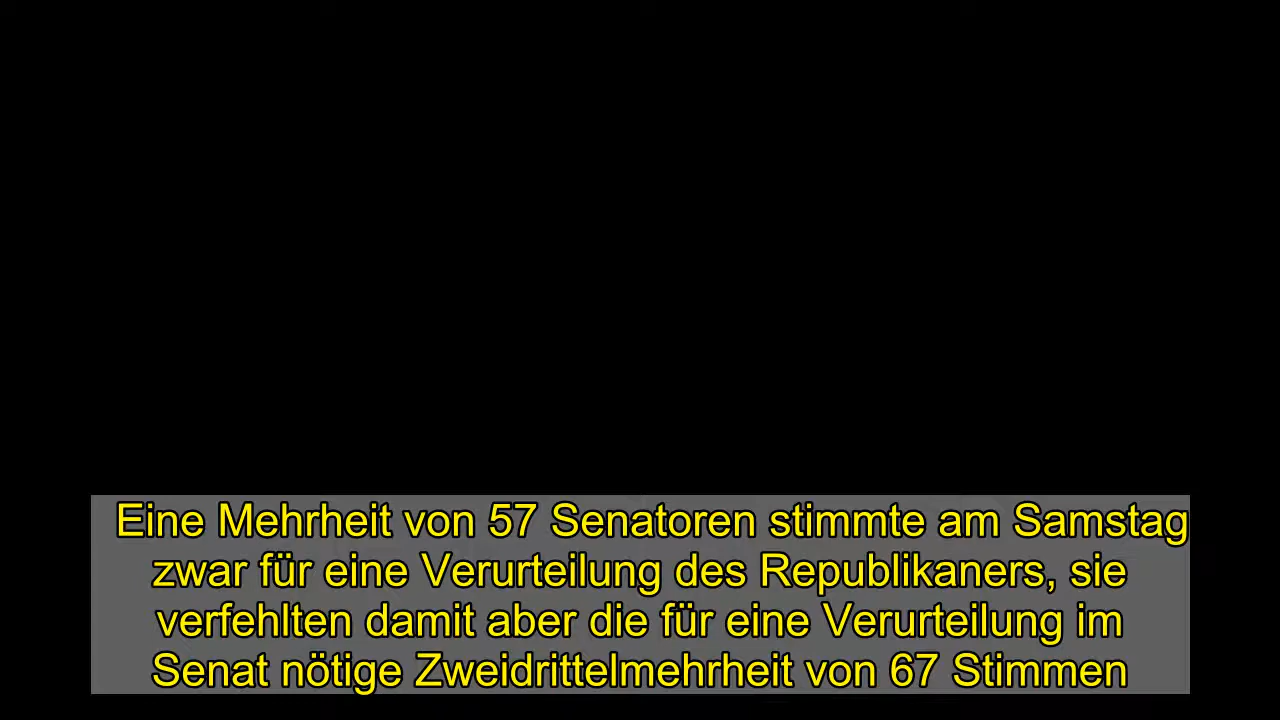 Eine Mehrheit von 57 Senatoren stimmte am Samstag
zwar für eine Verurteilung des Republikaners, sie
verfehlten damit aber die für eine Verurteilung im
Senat nötige Zweidrittelmehrheit von 67 Stimmen